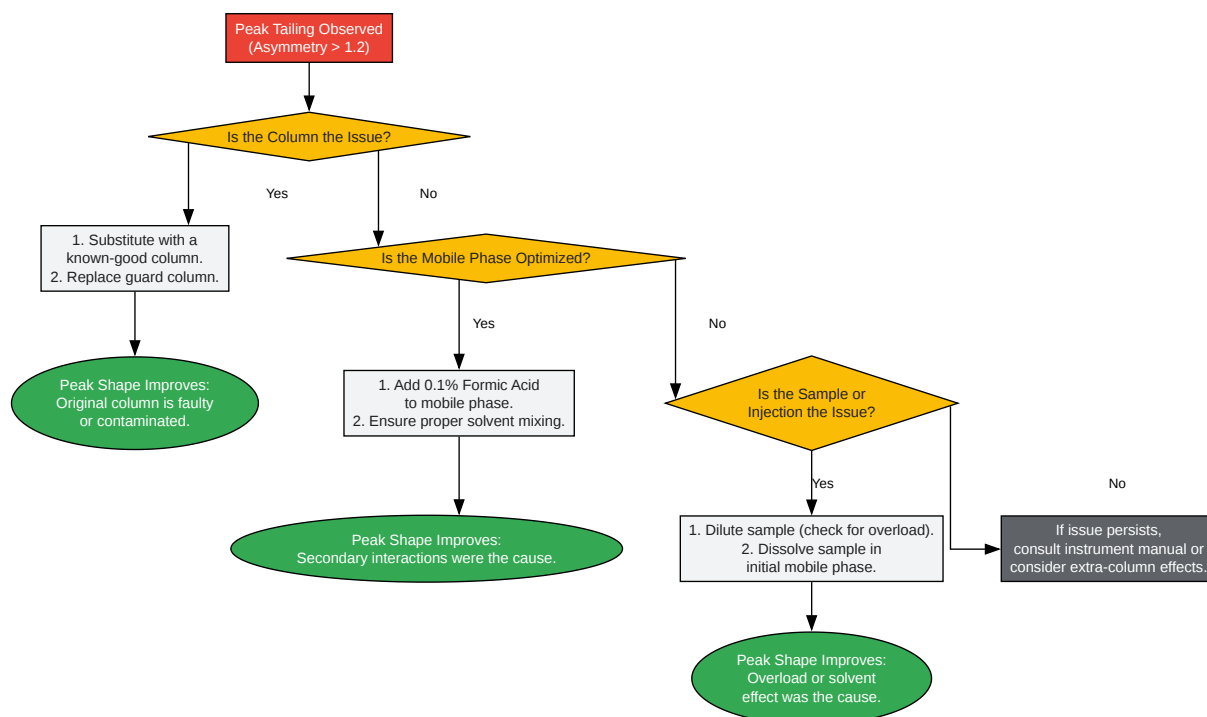 Peak Tailing Observed
(Asymmetry > 1.2)
Is the Column the Issue?
Yes
No
1. Substitute with a
known-good column.
2. Replace guard column.
Is the Mobile Phase Optimized?
Yes
No
Peak Shape Improves:
Original column is faulty
or contaminated.
1. Add 0.1% Formic Acid
to mobile phase.
2. Ensure proper solvent mixing.
Is the Sample or
Injection the Issue?
Yes
No
Peak Shape Improves:
Secondary interactions were the cause.
1. Dilute sample (check for overload).
2. Dissolve sample in
initial mobile phase.
If issue persists,
consult instrument manual or
consider extra-column effects.
Peak Shape Improves:
Overload or solvent
effect was the cause.